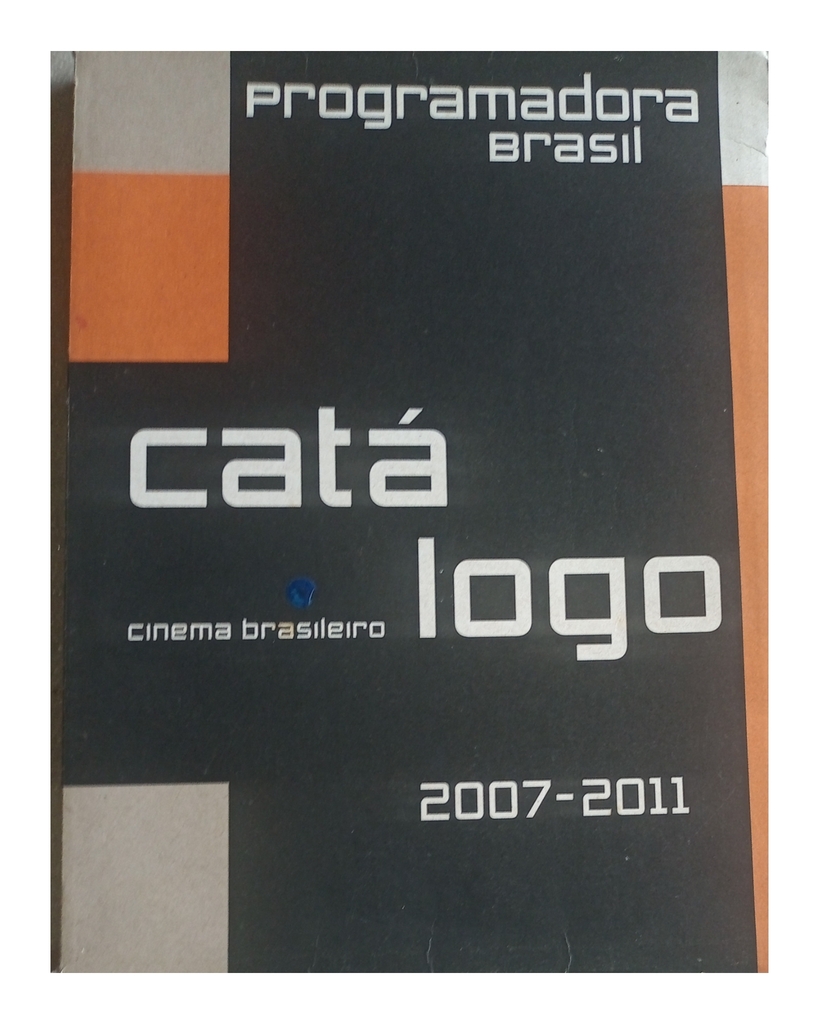 Programadora
Brasil
catá
logo
cinema brasileiro
2007-2011